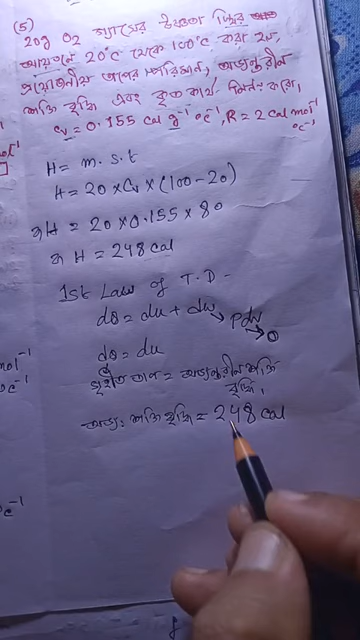 (5)
20g O2 গ্যাসের উষ্ণতা স্থির
আয়তনে 20°C থেকে 100°C করা হল,
প্রয়োজনীয় তাপের পরিমান, অভ্যন্তরীন
শক্তি বৃদ্ধি এবং কৃত কার্য নির্নয় করো।
Cv = 0.155 Cal g⁻¹ °C⁻¹, R = 2 Cal mol⁻¹
°C⁻¹
H = m. s. t
H = 20 × Cv × (100 - 20)
বা H = 20 × 0.155 × 80
বা H = 248 Cal
1st Law of T.D -
dQ = du + dw → Pdv
→ 0
dQ = du
গৃহীত তাপ = অভ্যন্তরীন শক্তি
বৃদ্ধি।
অভ্য: শক্তি বৃদ্ধি = 248 Cal